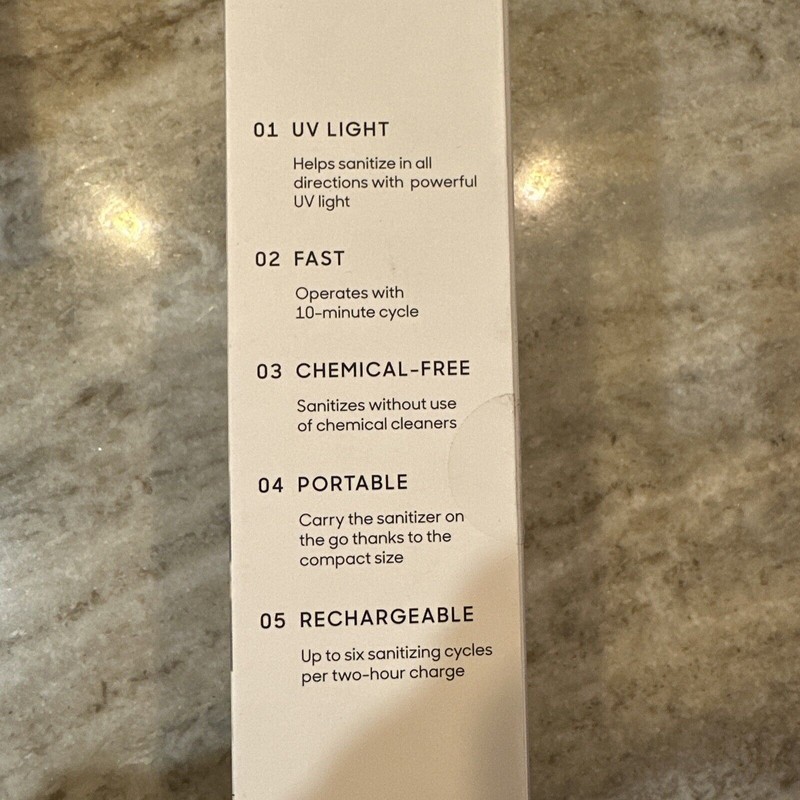 01 UV LIGHT
Helps sanitize in all
directions with powerful
UV light
02 FAST
Operates with
10-minute cycle
03 CHEMICAL-FREE
Sanitizes without use
of chemical cleaners
04 PORTABLE
Carry the sanitizer on
the go thanks to the
compact size
05 RECHARGEABLE
Up to six sanitizing cycles
per two-hour charge